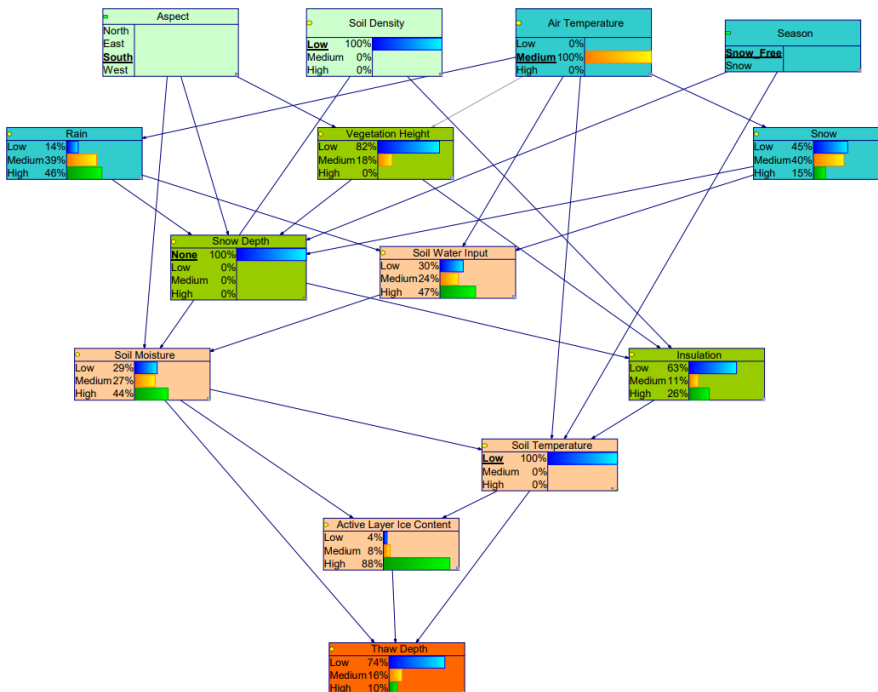 Aspect
North
East
South
West
Soil Density
Low 100%
Medium 0%
High 0%
Air Temperature
Low 0%
Medium 100%
High 0%
Season
Snow_Free
Snow
Rain
Low 14%
Medium 39%
High 46%
Vegetation Height
Low 82%
Medium 18%
High 0%
Snow
Low 45%
Medium 40%
High 15%
Snow Depth
None 100%
Low 0%
Medium 0%
High 0%
Soil Water Input
Low 30%
Medium 24%
High 47%
Soil Moisture
Low 29%
Medium 27%
High 44%
Insulation
Low 63%
Medium 11%
High 26%
Soil Temperature
Low 100%
Medium 0%
High 0%
Active Layer Ice Content
Low 4%
Medium 8%
High 88%
Thaw Depth
Low 74%
Medium 16%
High 10%